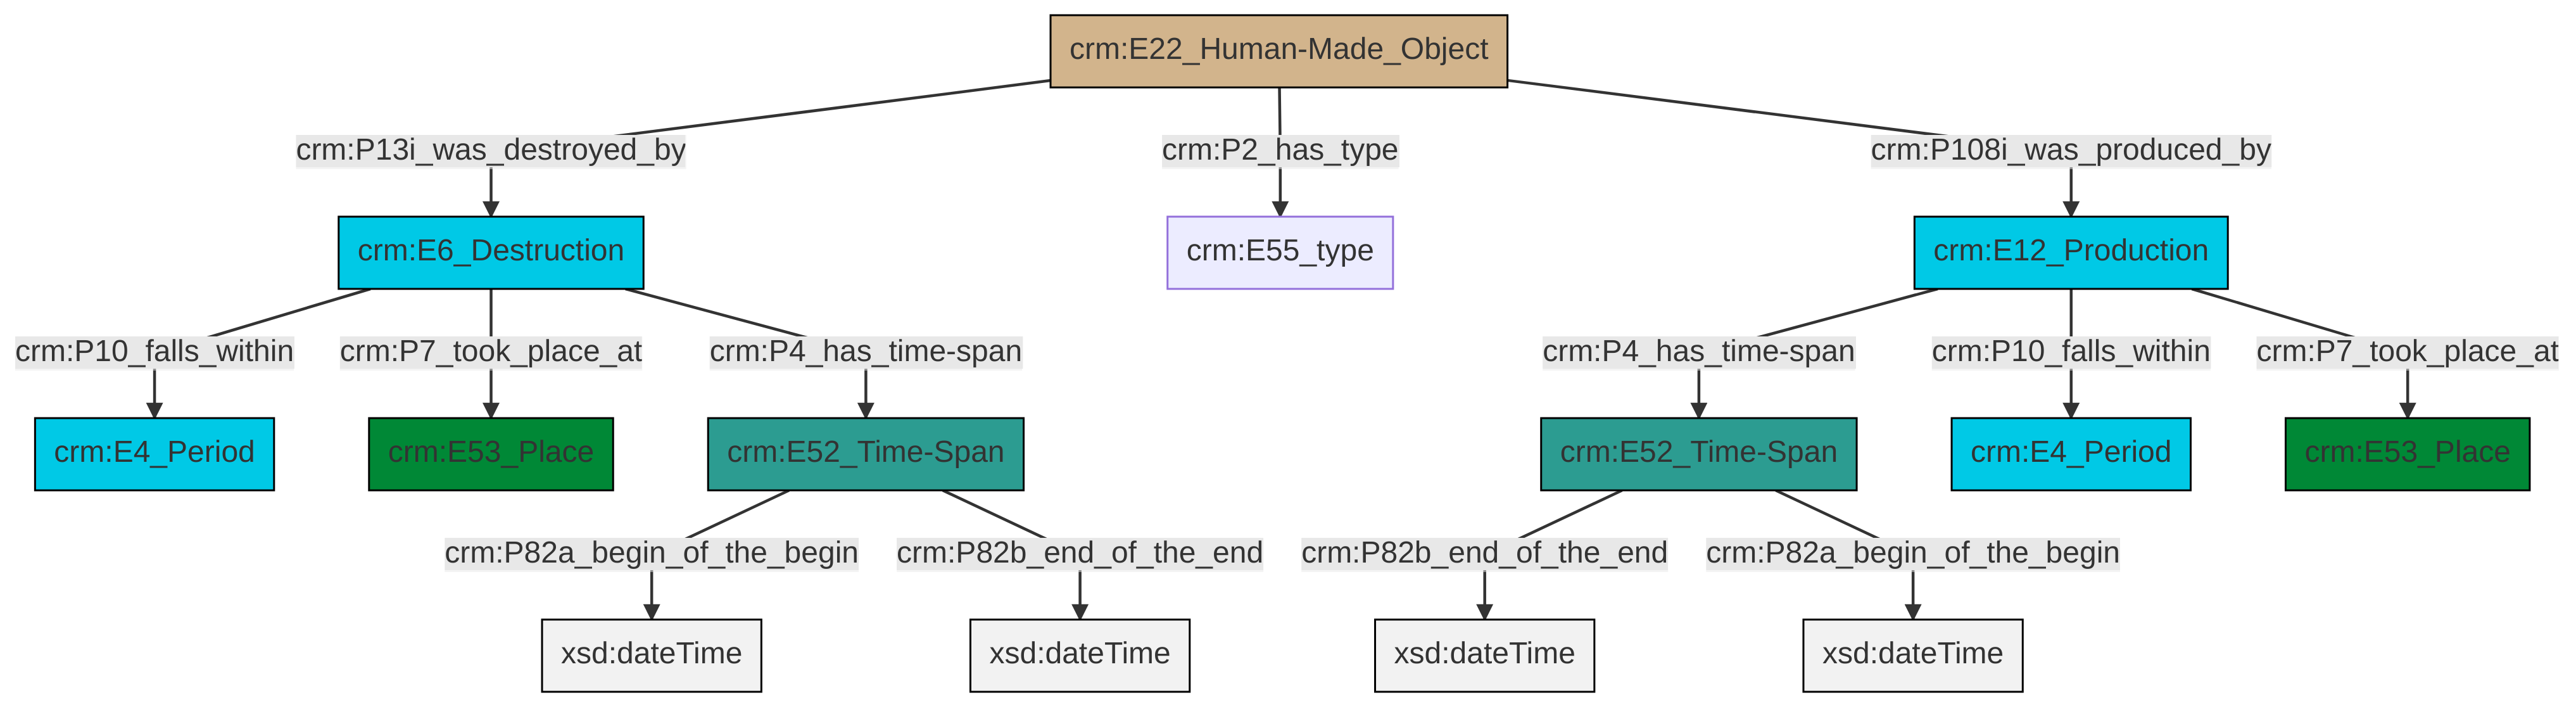 crm:E22_Human-Made_Object
crm:P13i_was_destroyed_by
crm:P2_has_type
crm:P108i_was_produced_by
crm:E6_Destruction
crm:E55_type
crm:E12_Production
crm:P10_falls_within
crm:P7_took_place_at
crm:P4_has_time-span
crm:P4_has_time-span
crm:P10_falls_within
crm:P7_took_place_at
crm:E4_Period
crm:E53_Place
crm:E52_Time-Span
crm:E52_Time-Span
crm:E4_Period
crm:E53_Place
crm:P82a_begin_of_the_begin
crm:P82b_end_of_the_end
crm:P82b_end_of_the_end
crm:P82a_begin_of_the_begin
xsd:dateTime
xsd:dateTime
xsd:dateTime
xsd:dateTime